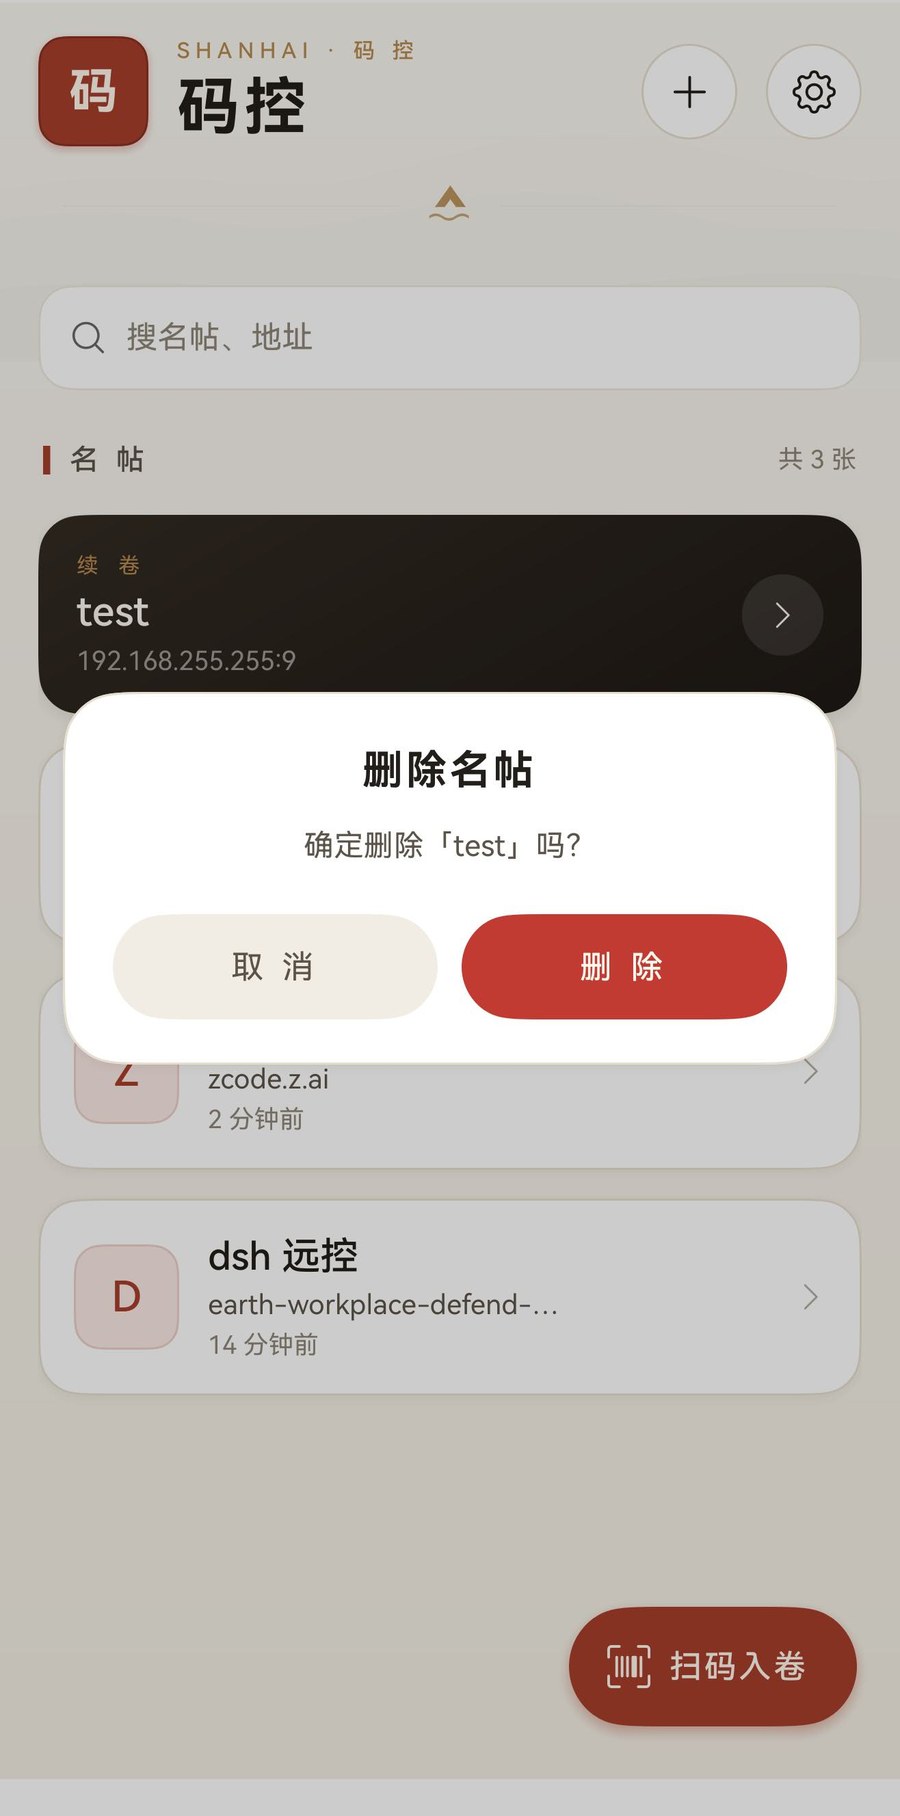 码
SHANHAI · 码 控
码控
搜名帖、地址
名 帖
共 3 张
续 卷
test
192.168.255.255:9
删除名帖
确定删除「test」吗?
取 消
删 除
zcode.z.ai
2 分钟前
D
dsh 远控
earth-workplace-defend-...
14 分钟前
扫码入卷